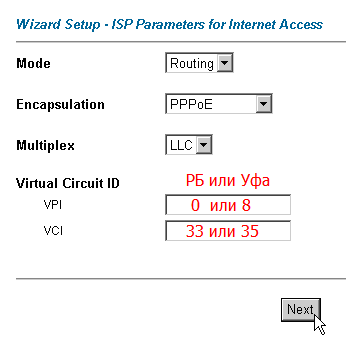 Wizard Setup - ISP Parameters for Internet Access
Mode Routing
Encapsulation PPPoE
Multiplex LLC
Virtual Circuit ID РБ или Уфа
VPI 0 или 8
VCI 33 или 35
Next